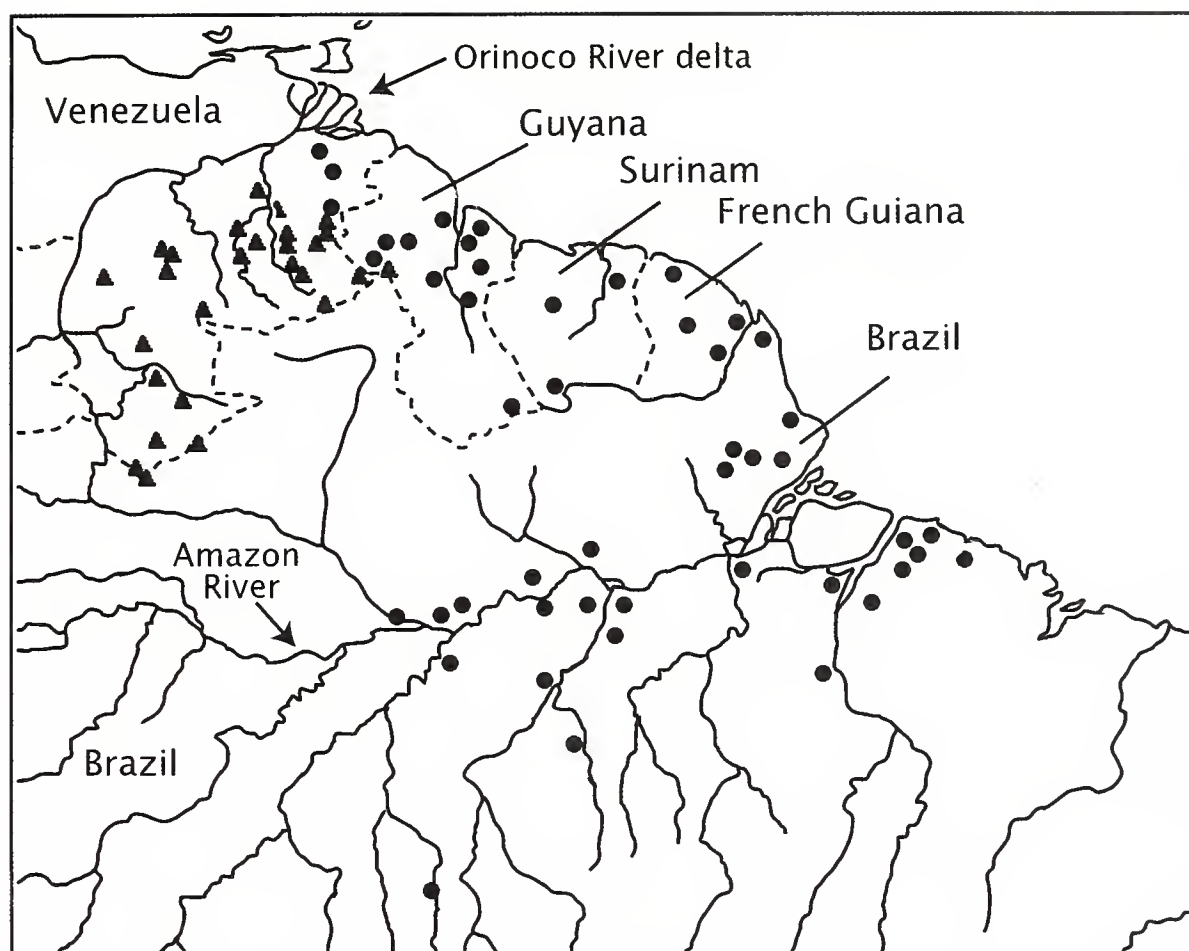 Orinoco River delta
Venezuela
Guyana
Surinam
French Guiana
Brazil
Amazon
River
Brazil